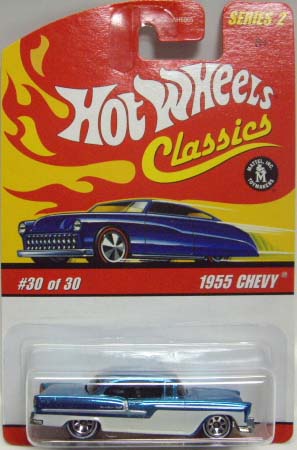 SERIES 2
HOT WHEELS
Classics
MATTEL, INC.
TOYMAKERS
#30 of 30
1955 CHEVY